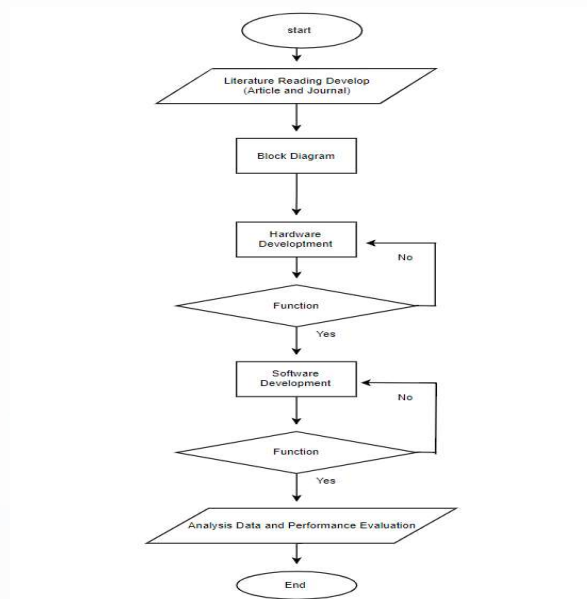 start
Literature Reading Develop
(Article and Journal)
Block Diagram
Hardware
Developtment
No
Function
Yes
Software
Development
No
Function
Yes
Analysis Data and Performance Evaluation
End